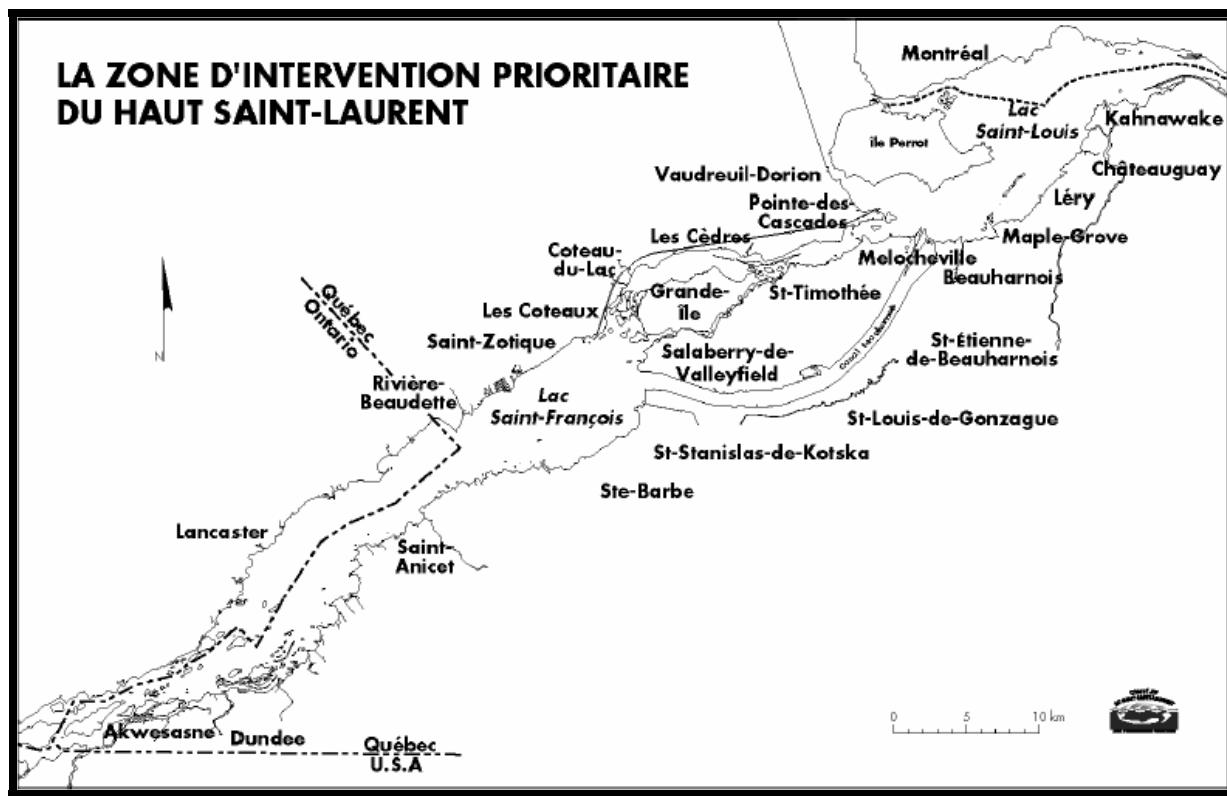 LA ZONE D'INTERVENTION PRIORITAIRE
DU HAUT SAINT-LAURENT
Montréal
Lac
Saint-Louis
Kahnawake
île Perrot
Châteauguay
Vaudreuil-Dorion
Léry
Pointe-des-
Cascades
Les Cèdres
Maple-Grove
Coteau-
du-Lac
Melocheville
Beauharnois
Grande-
île
St-Timothée
Québec
Ontario
Les Coteaux
Saint-Zotique
Salaberry-de-
Valleyfield
canal Beauharnois
St-Étienne-
de-Beauharnois
Rivière-
Beaudette
Lac
Saint-François
St-Louis-de-Gonzague
St-Stanislas-de-Kotska
Ste-Barbe
Lancaster
Saint-
Anicet
N
Akwesasne
Dundee
Québec
U.S.A
0 5 10 km